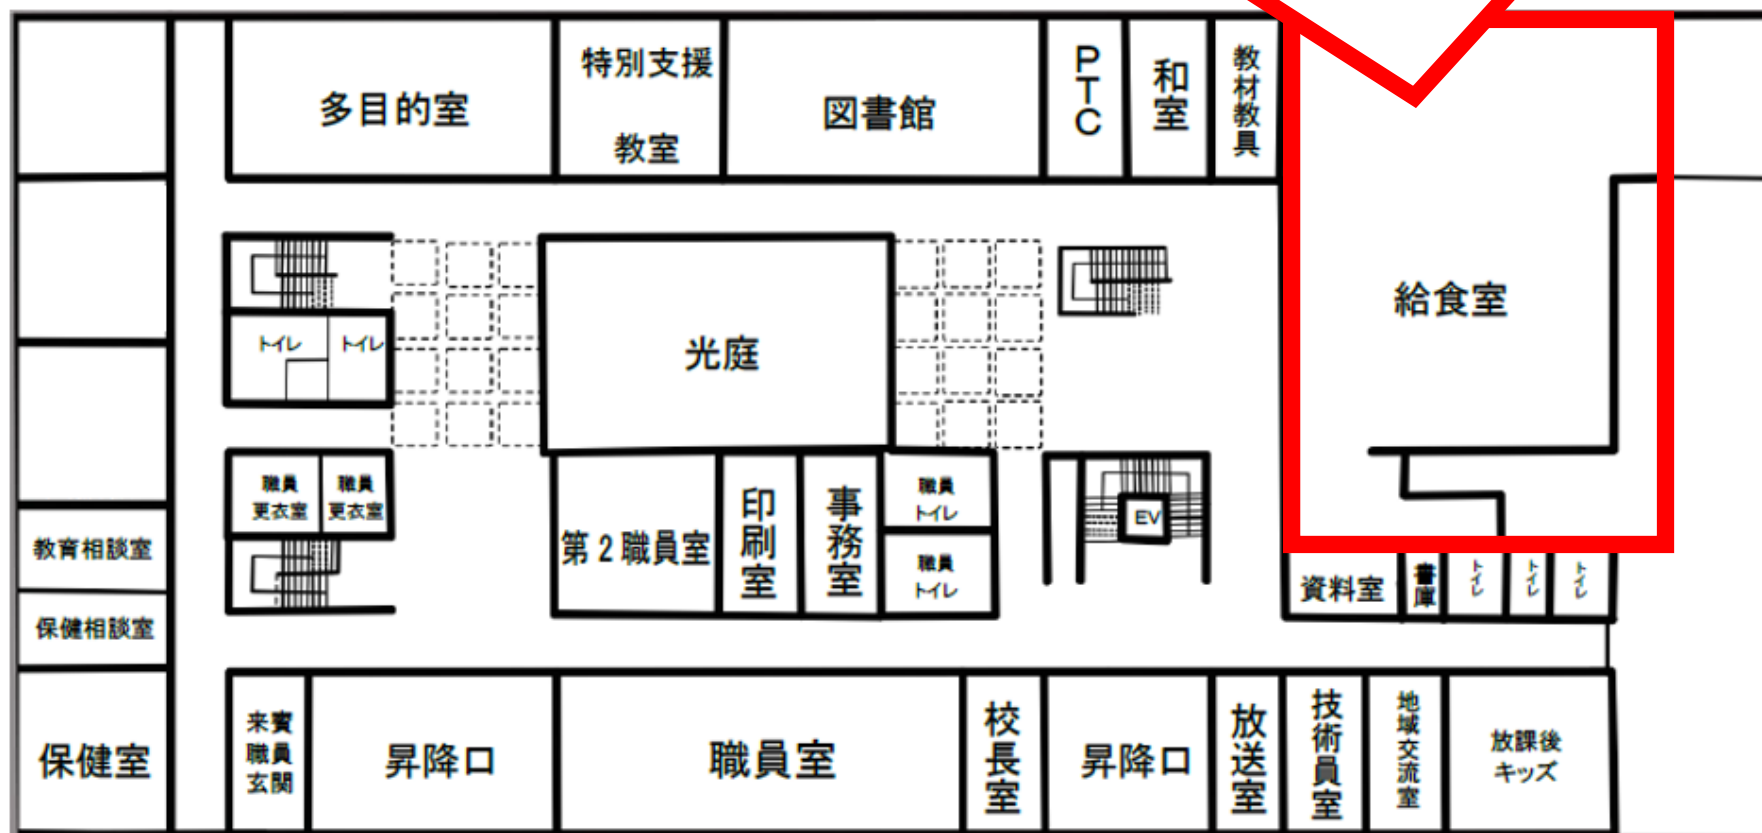 多目的室
特別支援
教室
図書館
PTC
和室
教材教具
給食室
トイレ
トイレ
光庭
職員
更衣室
職員
更衣室
第2職員室
印刷室
事務室
職員
トイレ
職員
トイレ
EV
教育相談室
保健相談室
資料室
書庫
トイレ
トイレ
トイレ
保健室
来賓
職員
玄関
昇降口
職員室
校長室
昇降口
放送室
技術員室
地域交流室
放課後
キッズ